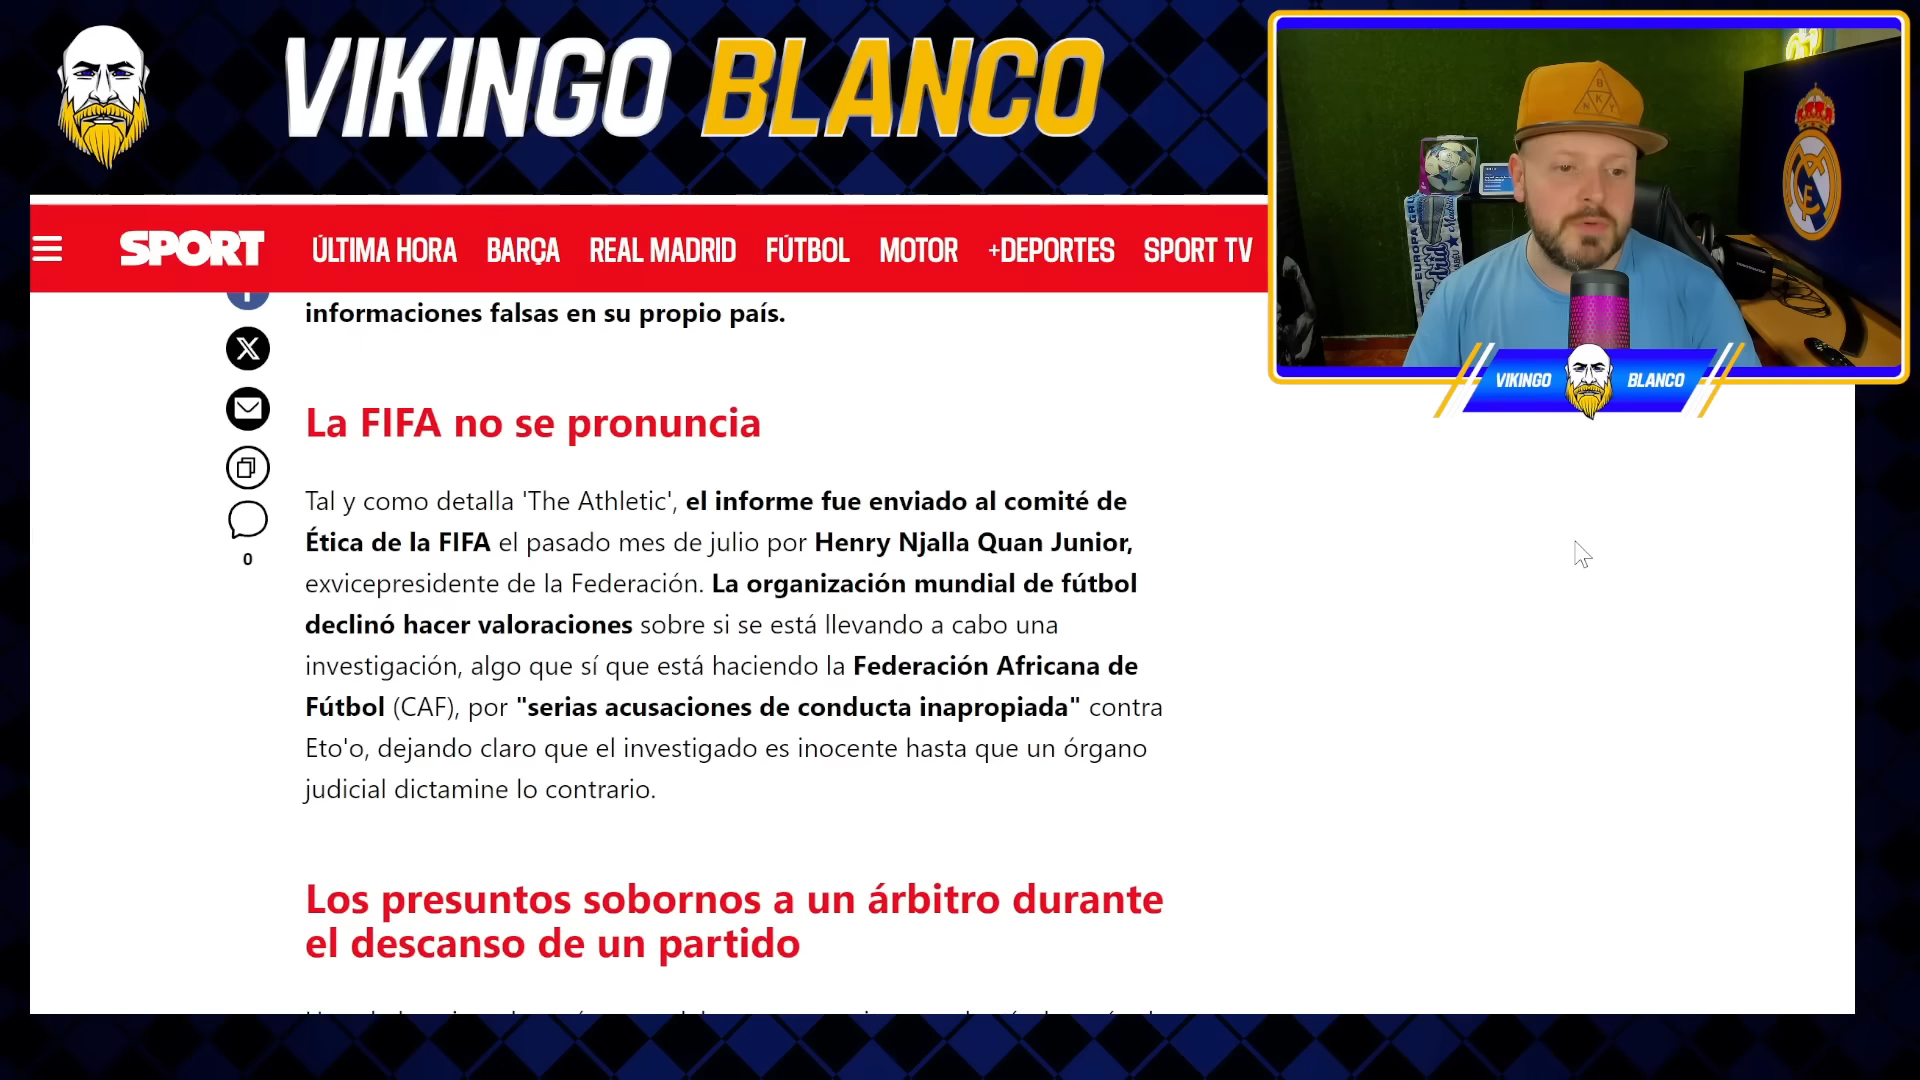 VIKINGO BLANCO
SPORT ÚLTIMA HORA BARÇA REAL MADRID FÚTBOL MOTOR +DEPORTES SPORT TV
informaciones falsas en su propio país.
La FIFA no se pronuncia
Tal y como detalla 'The Athletic', el informe fue enviado al comité de
Ética de la FIFA el pasado mes de julio por Henry Njalla Quan Junior,
exvicepresidente de la Federación. La organización mundial de fútbol
declinó hacer valoraciones sobre si se está llevando a cabo una
investigación, algo que sí que está haciendo la Federación Africana de
Fútbol (CAF), por "serias acusaciones de conducta inapropiada" contra
Eto'o, dejando claro que el investigado es inocente hasta que un órgano
judicial dictamine lo contrario.
0
Los presuntos sobornos a un árbitro durante
el descanso de un partido
BKNY
EUROPA
VIKINGO BLANCO